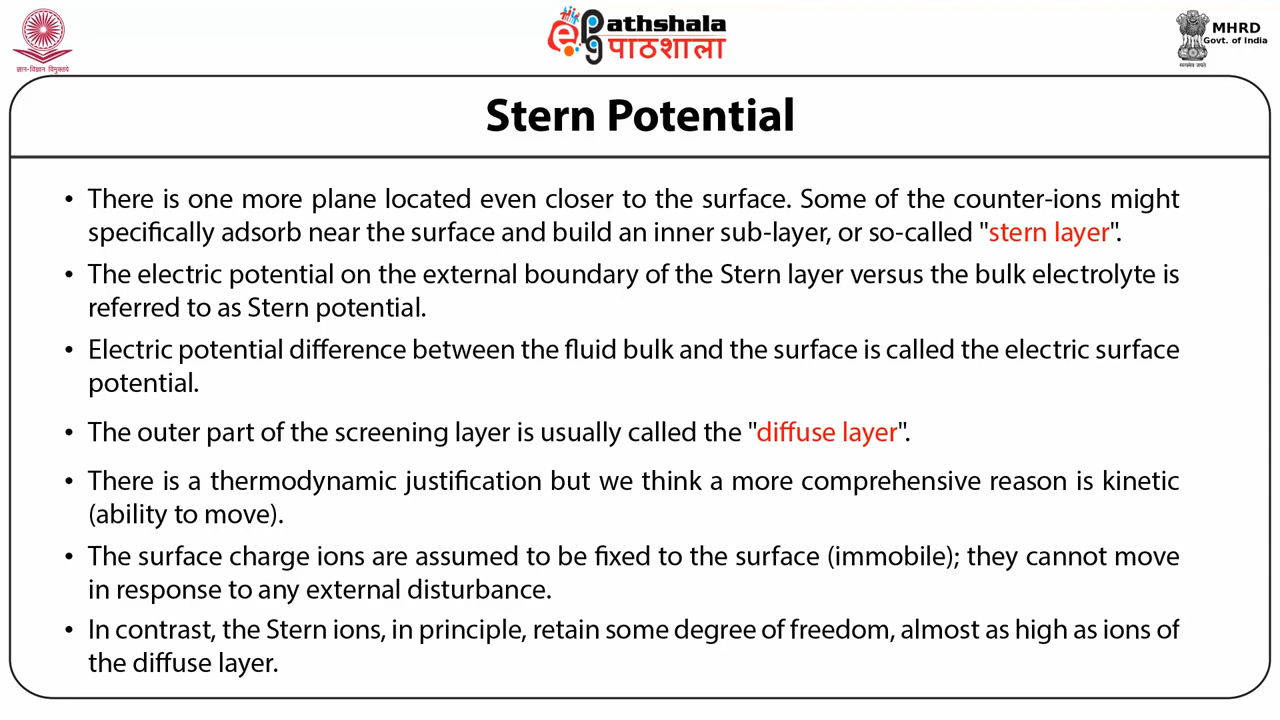 ज्ञान-विज्ञान विमुक्तये
ePathshala
पाठशाला
सत्यमेव जयते
MHRD
Govt. of India
Stern Potential
• There is one more plane located even closer to the surface. Some of the counter-ions might
specifically adsorb near the surface and build an inner sub-layer, or so-called "stern layer".
• The electric potential on the external boundary of the Stern layer versus the bulk electrolyte is
referred to as Stern potential.
• Electric potential difference between the fluid bulk and the surface is called the electric surface
potential.
• The outer part of the screening layer is usually called the "diffuse layer".
• There is a thermodynamic justification but we think a more comprehensive reason is kinetic
(ability to move).
• The surface charge ions are assumed to be fixed to the surface (immobile); they cannot move
in response to any external disturbance.
• In contrast, the Stern ions, in principle, retain some degree of freedom, almost as high as ions of
the diffuse layer.